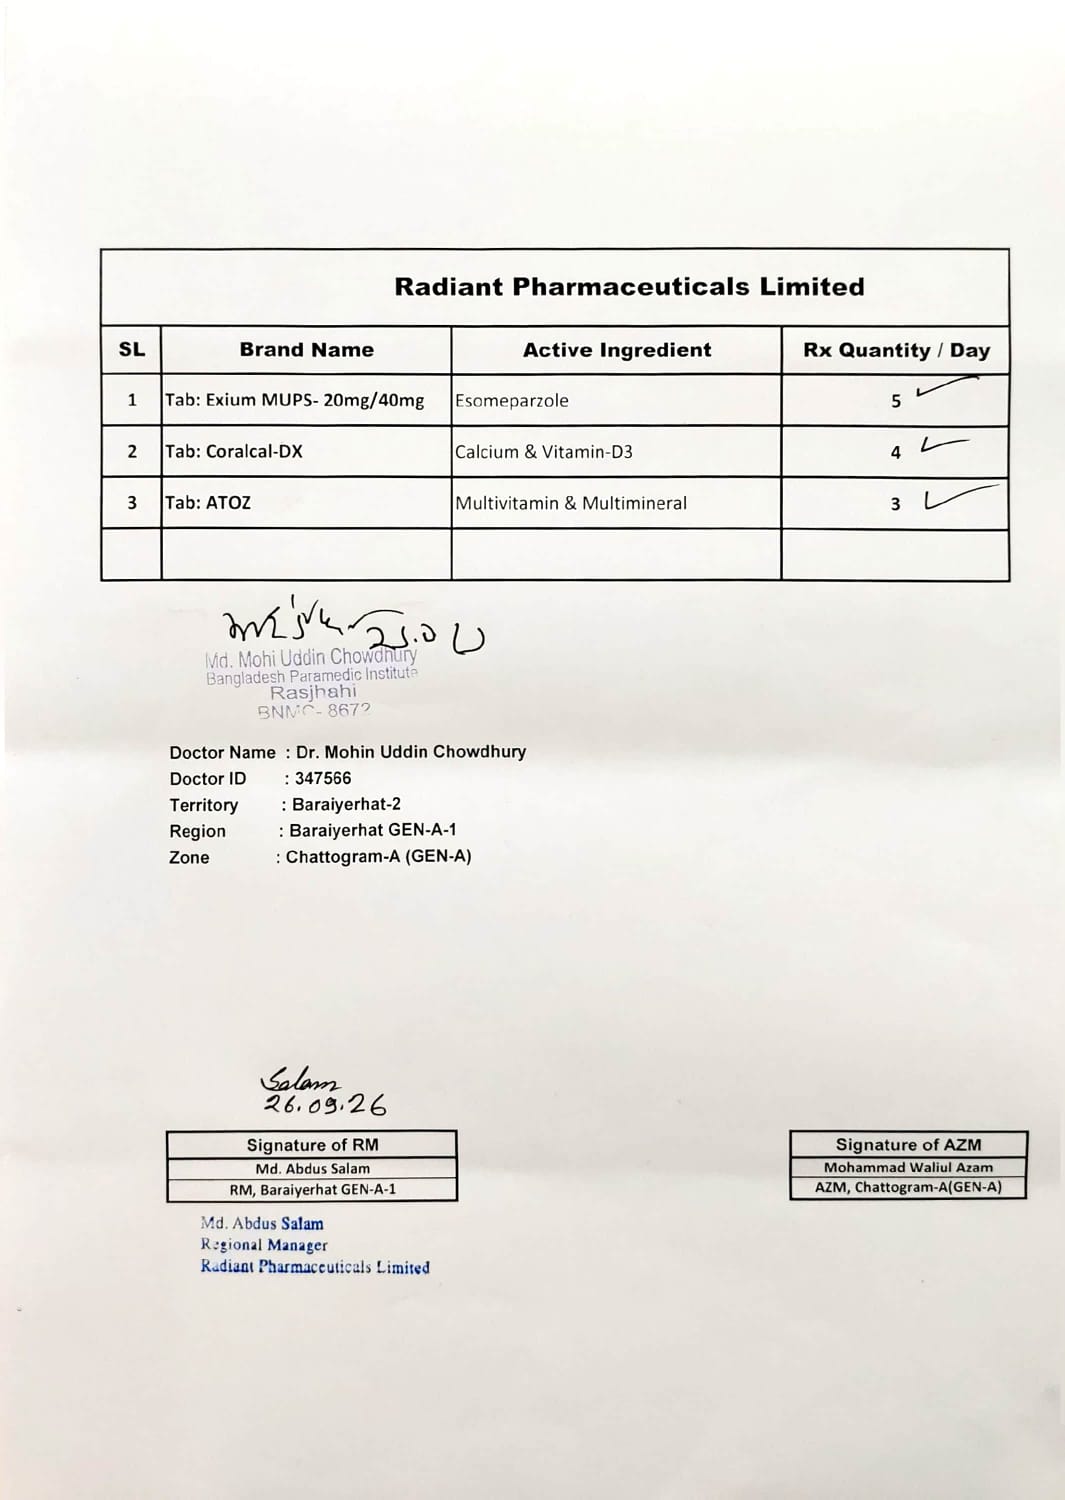 Radiant Pharmaceuticals Limited
SL Brand Name Active Ingredient Rx Quantity / Day
1 Tab: Exium MUPS- 20mg/40mg Esomeparzole 5
2 Tab: Coralcal-DX Calcium & Vitamin-D3 4
3 Tab: ATOZ Multivitamin & Multimineral 3
Md. Mohi Uddin Chowdhury
Bangladesh Paramedic Institute
Rasjhahi
BNMC- 8672
Doctor Name : Dr. Mohin Uddin Chowdhury
Doctor ID : 347566
Territory : Baraiyerhat-2
Region : Baraiyerhat GEN-A-1
Zone : Chattogram-A (GEN-A)
Salam
26.09.26
Signature of RM
Md. Abdus Salam
RM, Baraiyerhat GEN-A-1
Signature of AZM
Mohammad Waliul Azam
AZM, Chattogram-A(GEN-A)
Md. Abdus Salam
Regional Manager
Radiant Pharmaceuticals Limited